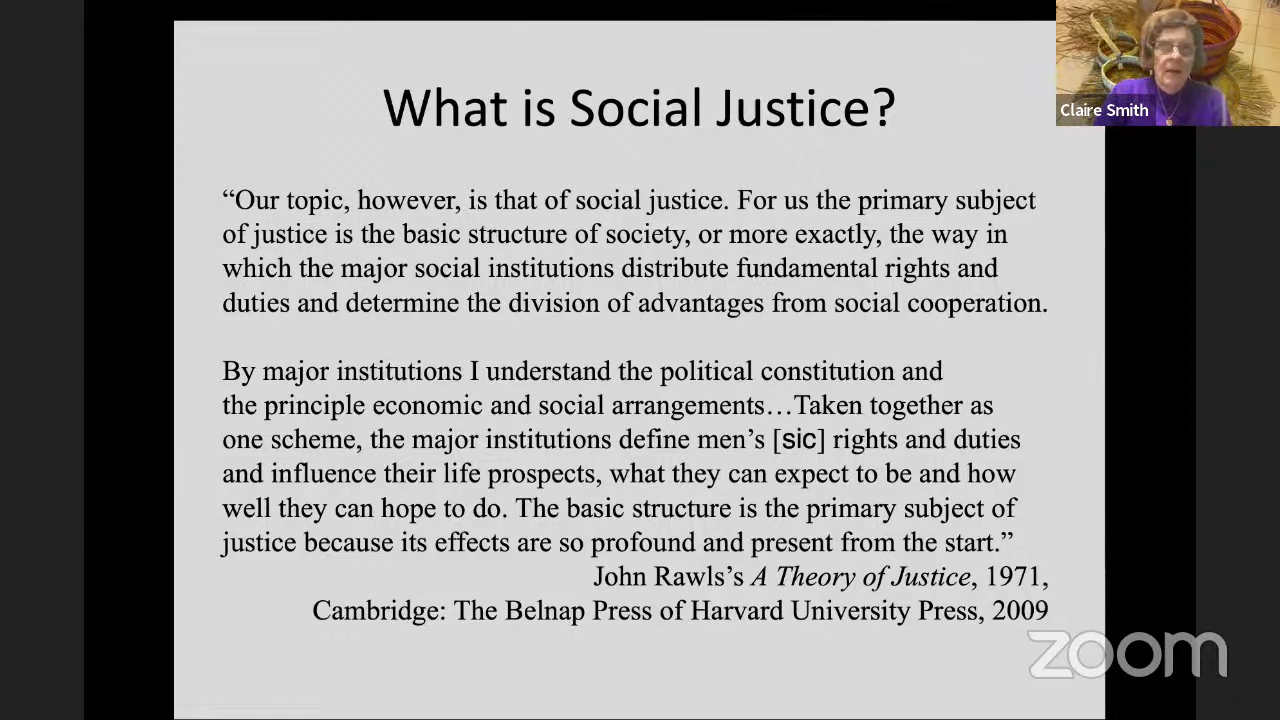 What is Social Justice?
Claire Smith
“Our topic, however, is that of social justice. For us the primary subject
of justice is the basic structure of society, or more exactly, the way in
which the major social institutions distribute fundamental rights and
duties and determine the division of advantages from social cooperation.
By major institutions I understand the political constitution and
the principle economic and social arrangements…Taken together as
one scheme, the major institutions define men’s [sic] rights and duties
and influence their life prospects, what they can expect to be and how
well they can hope to do. The basic structure is the primary subject of
justice because its effects are so profound and present from the start.”
John Rawls’s A Theory of Justice, 1971,
Cambridge: The Belnap Press of Harvard University Press, 2009
zoom